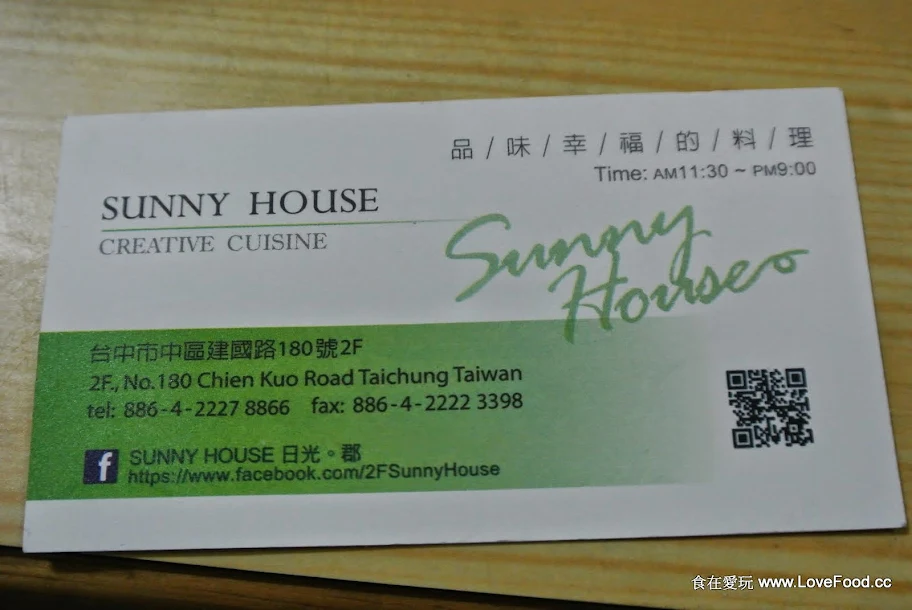 品/味/幸/福/的/料/理
Time: AM11:30 ~ PM9:00
SUNNY HOUSE
CREATIVE CUISINE
Sunny
House
台中市中區建國路180號2F
2F., No.180 Chien Kuo Road Taichung Taiwan
tel: 886-4-2227 8866 fax: 886-4-2222 3398
f SUNNY HOUSE 日光。郡
https://www.facebook.com/2FSunnyHouse
食在愛玩 www.LoveFood.cc